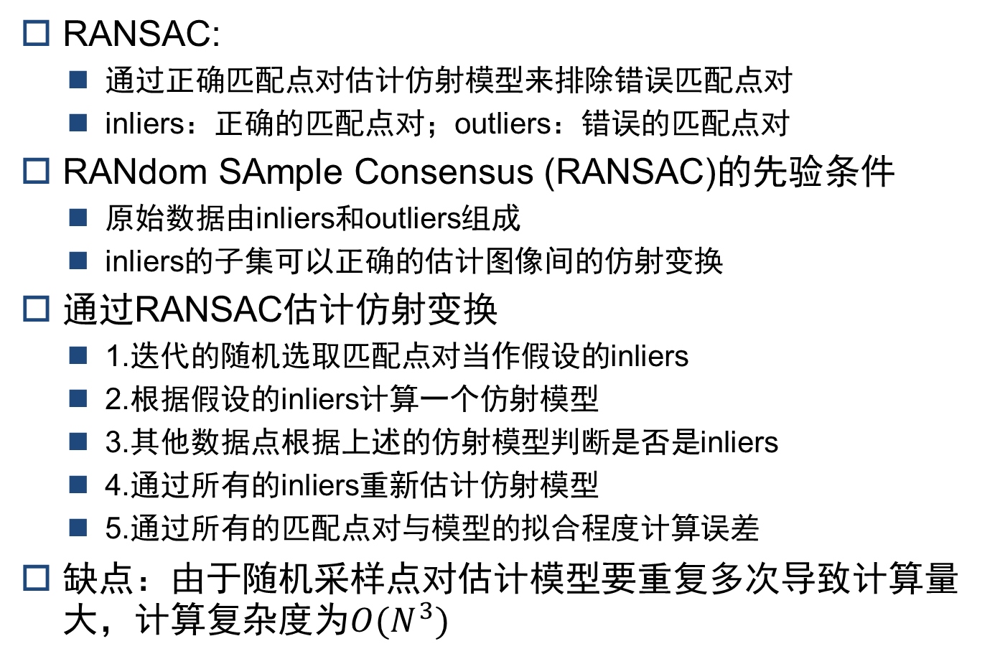 RANSAC:
通过正确匹配点对估计仿射模型来排除错误匹配点对
inliers：正确的匹配点对；outliers：错误的匹配点对
RANdom SAmple Consensus (RANSAC)的先验条件
原始数据由inliers和outliers组成
inliers的子集可以正确的估计图像间的仿射变换
通过RANSAC估计仿射变换
1.迭代的随机选取匹配点对当作假设的inliers
2.根据假设的inliers计算一个仿射模型
3.其他数据点根据上述的仿射模型判断是否是inliers
4.通过所有的inliers重新估计仿射模型
5.通过所有的匹配点对与模型的拟合程度计算误差
缺点：由于随机采样点对估计模型要重复多次导致计算量
大，计算复杂度为O(N³)